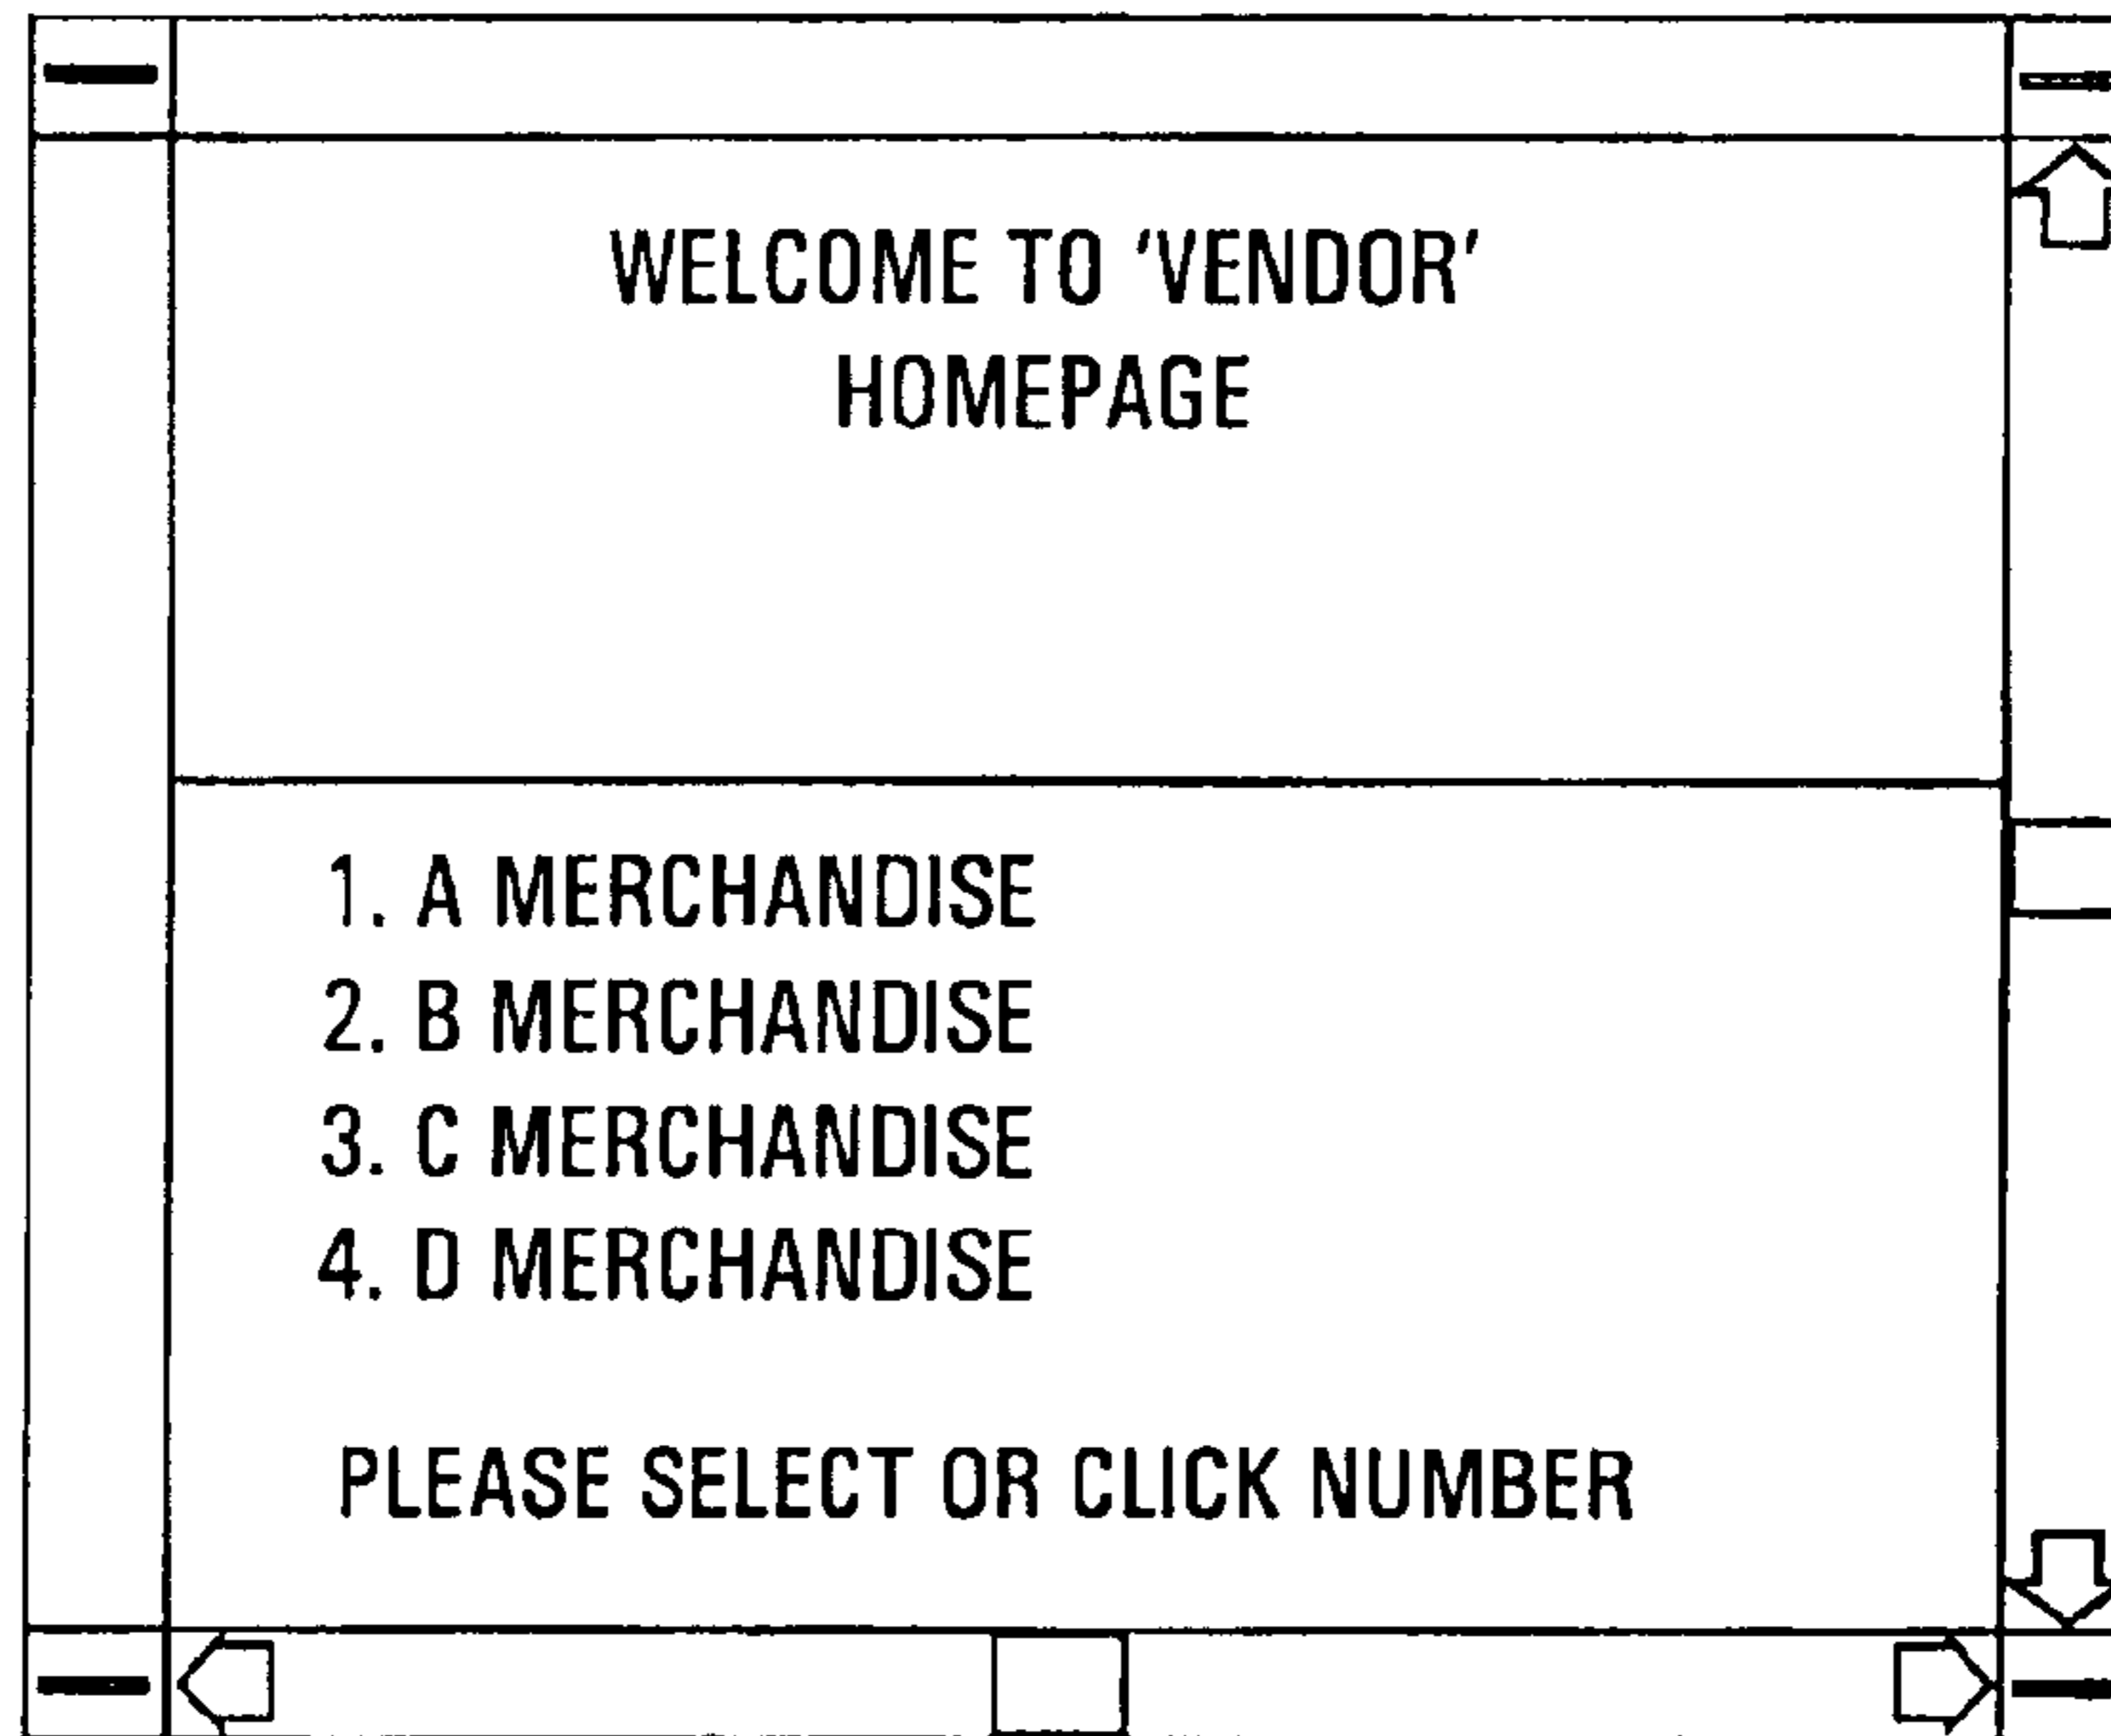 WELCOME TO 'VENDOR'
HOMEPAGE
1. A MERCHANDISE
2. B MERCHANDISE
3. C MERCHANDISE
4. D MERCHANDISE
PLEASE SELECT OR CLICK NUMBER